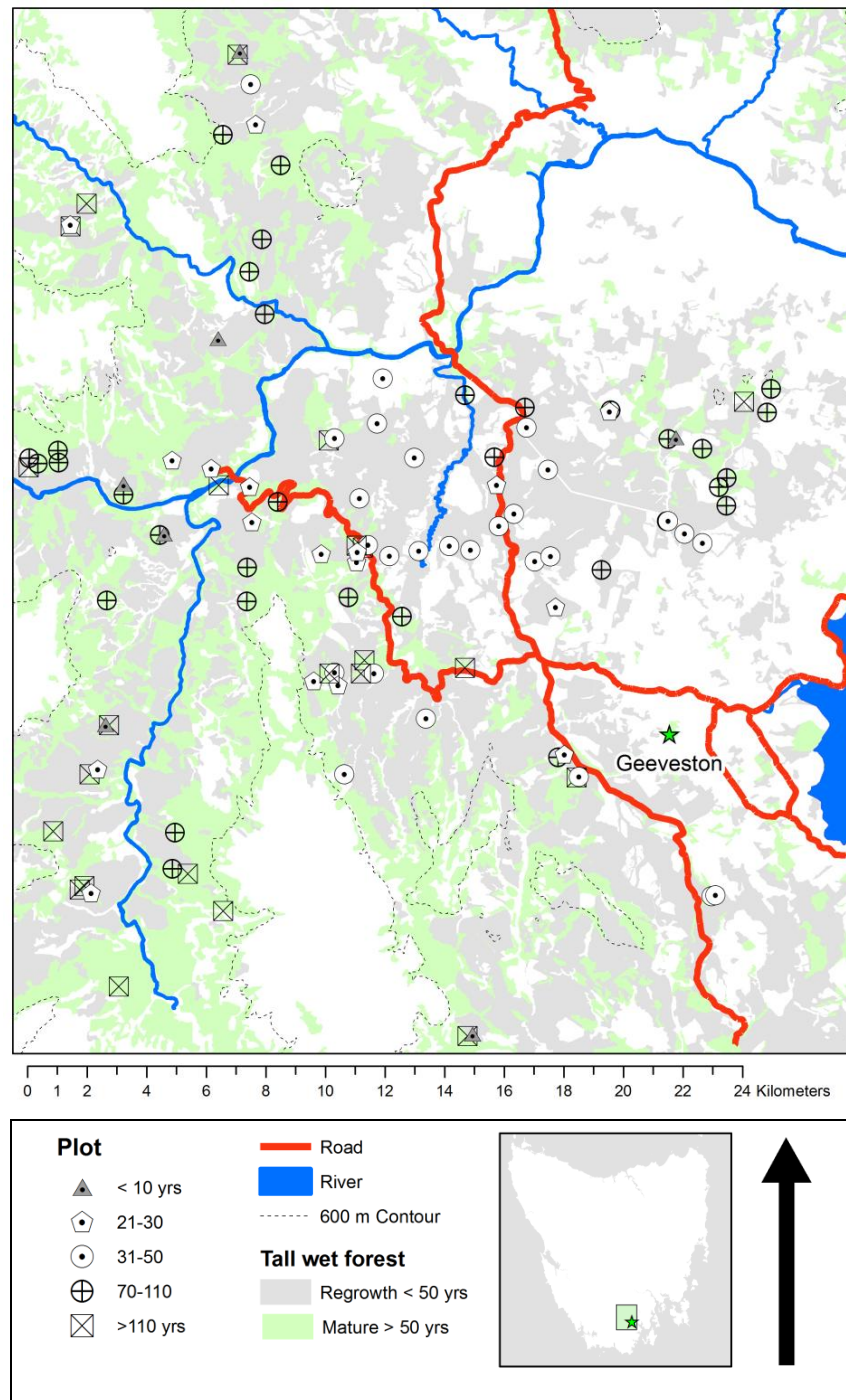 Geeveston
0 1 2 4 6 8 10 12 14 16 18 20 22 24 Kilometers
Plot
< 10 yrs
21-30
31-50
70-110
>110 yrs
Road
River
600 m Contour
Tall wet forest
Regrowth < 50 yrs
Mature > 50 yrs